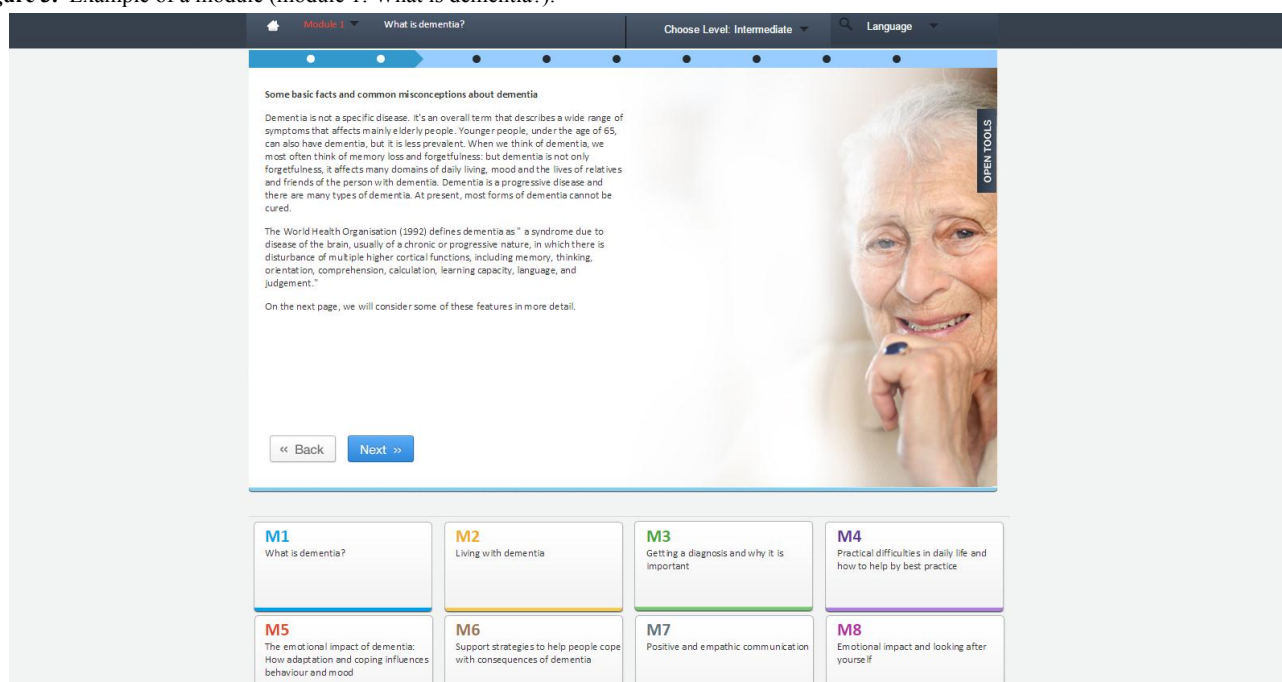 Example of a module (module 1: What is dementia?).
Module 1
What is dementia?
Choose Level: Intermediate
Language
Some basic facts and common misconceptions about dementia
Dementia is not a specific disease. It's an overall term that describes a wide range of
symptoms that affects mainly elderly people. Younger people, under the age of 65,
can also have dementia, but it is less prevalent. When we think of dementia, we
most often think of memory loss and forgetfulness: but dementia is not only
forgetfulness, it affects many domains of daily living, mood and the lives of relatives
and friends of the person with dementia. Dementia is a progressive disease and
there are many types of dementia. At present, most forms of dementia cannot be
cured.
The World Health Organisation (1992) defines dementia as " a syndrome due to
disease of the brain, usually of a chronic or progressive nature, in which there is
disturbance of multiple higher cortical functions, including memory, thinking,
orientation, comprehension, calculation, learning capacity, language, and
judgement."
On the next page, we will consider some of these features in more detail.
OPEN TOOLS
« Back
Next »
M1
What is dementia?
M2
Living with dementia
M3
Getting a diagnosis and why it is
important
M4
Practical difficulties in daily life and
how to help by best practice
M5
The emotional impact of dementia:
How adaptation and coping influences
behaviour and mood
M6
Support strategies to help people cope
with consequences of dementia
M7
Positive and empathic communication
M8
Emotional impact and looking after
yourself